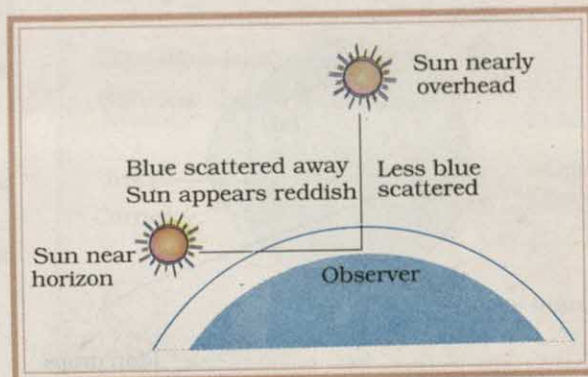 Sun nearly
overhead
Blue scattered away
Sun appears reddish
Less blue
scattered
Sun near
horizon
Observer